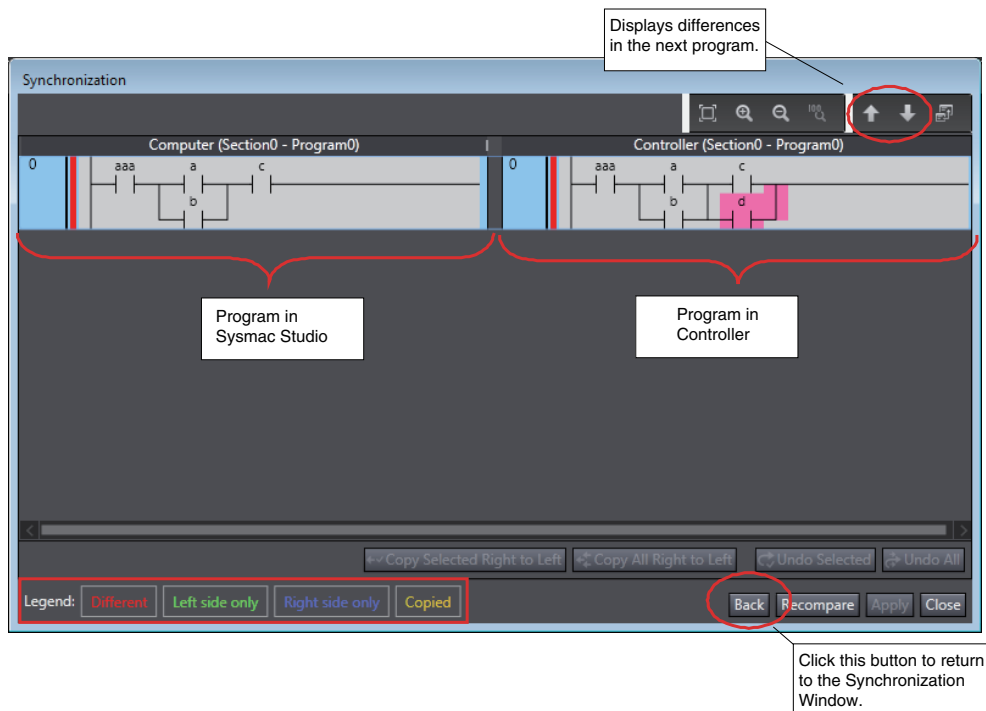 Displays differences
in the next program.
Synchronization
100
Computer (Section0 - Program0)
Controller (Section0 - Program0)
0
aaa
a
c
b
0
aaa
a
c
b
d
Program in
Sysmac Studio
Program in
Controller
Copy Selected Right to Left
Copy All Right to Left
Undo Selected
Undo All
Legend:
Different
Left side only
Right side only
Copied
Back
Recompare
Apply
Close
Click this button to return
to the Synchronization
Window.